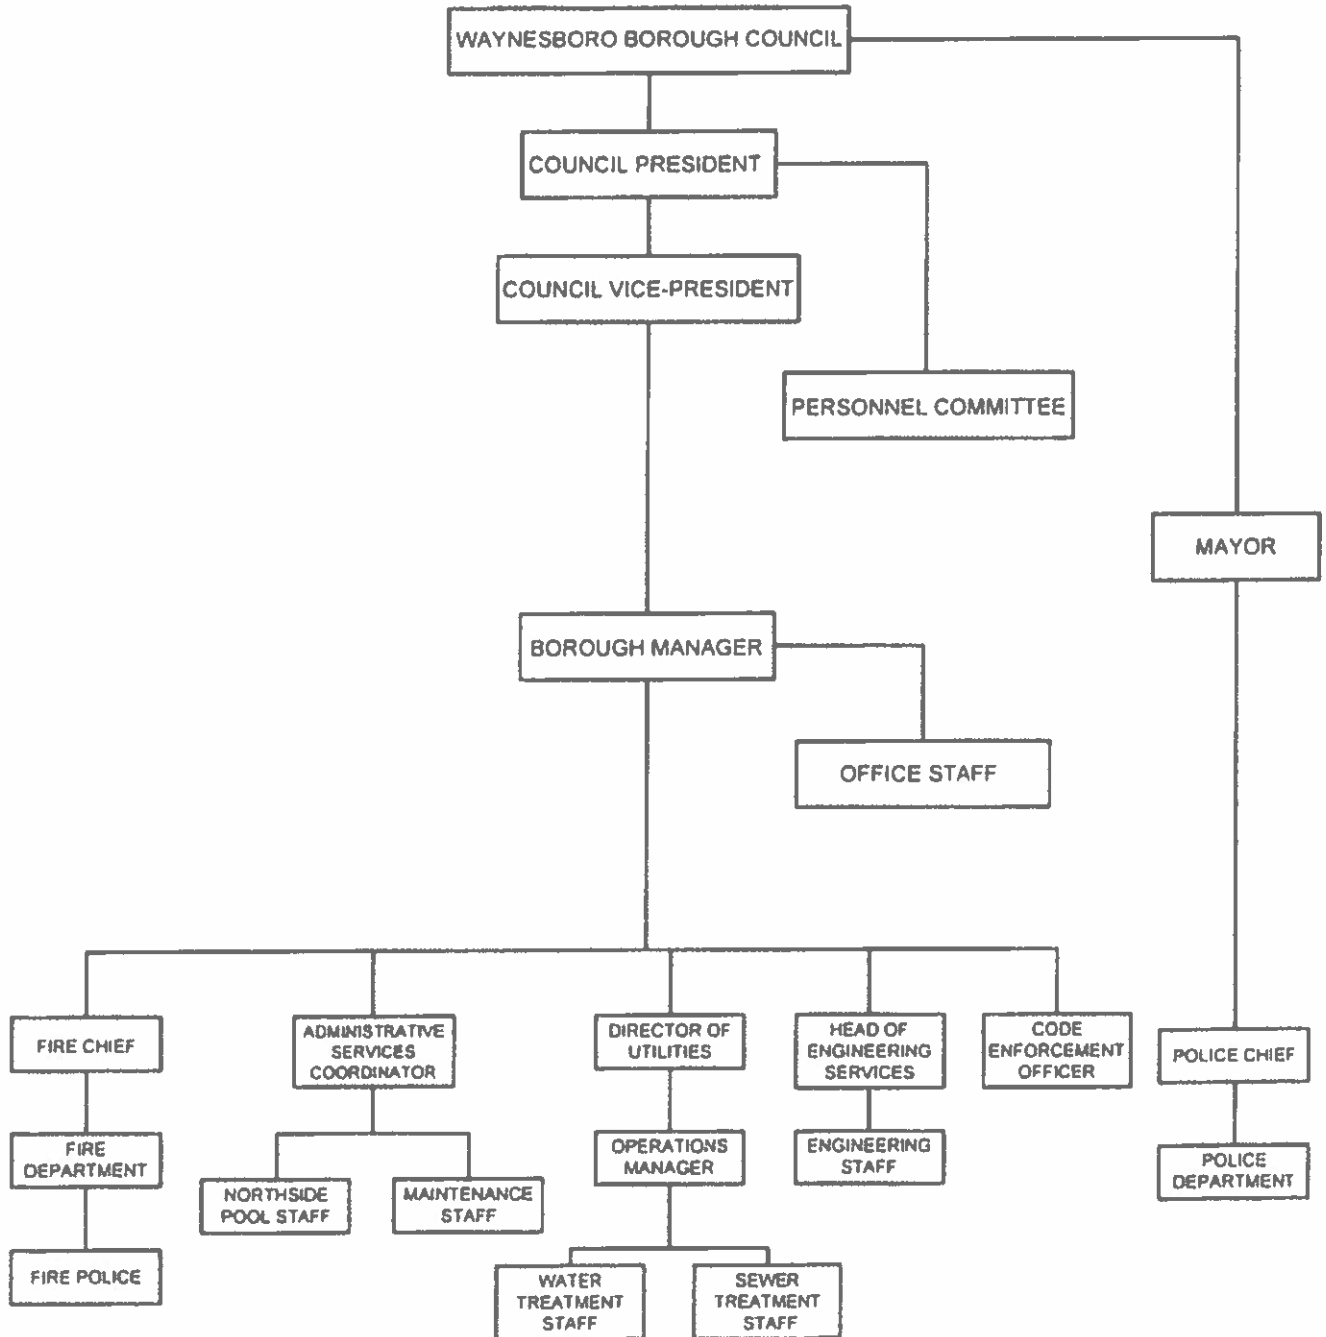 WAYNESBORO BOROUGH COUNCIL
COUNCIL PRESIDENT
COUNCIL VICE-PRESIDENT
PERSONNEL COMMITTEE
MAYOR
BOROUGH MANAGER
OFFICE STAFF
FIRE CHIEF
ADMINISTRATIVE
SERVICES
COORDINATOR
DIRECTOR OF
UTILITIES
HEAD OF
ENGINEERING
SERVICES
CODE
ENFORCEMENT
OFFICER
POLICE CHIEF
FIRE
DEPARTMENT
NORTHSIDE
POOL STAFF
MAINTENANCE
STAFF
OPERATIONS
MANAGER
ENGINEERING
STAFF
POLICE
DEPARTMENT
FIRE POLICE
WATER
TREATMENT
STAFF
SEWER
TREATMENT
STAFF